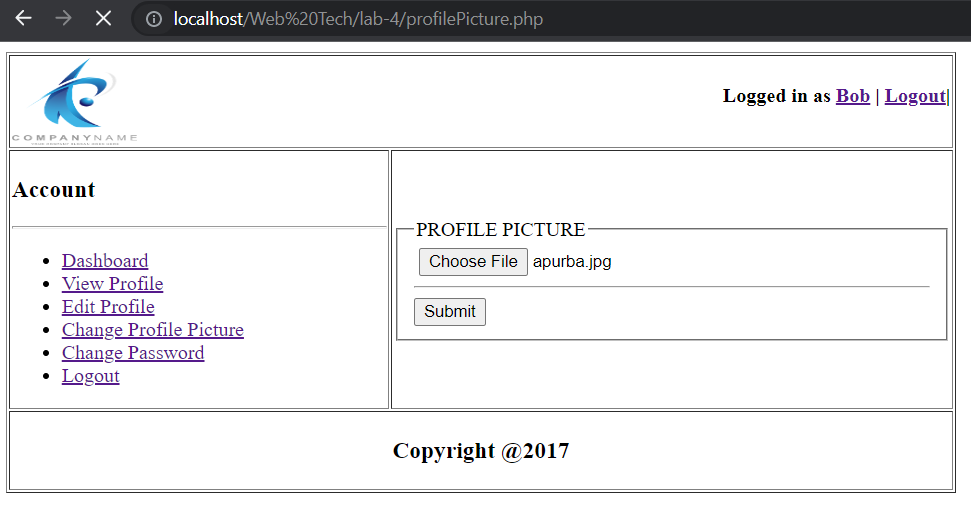 localhost/Web%20Tech/lab-4/profilePicture.php
COMPANYNAME
Logged in as Bob | Logout|
Account
Dashboard
View Profile
Edit Profile
Change Profile Picture
Change Password
Logout
PROFILE PICTURE
Choose File apurba.jpg
Submit
Copyright @2017